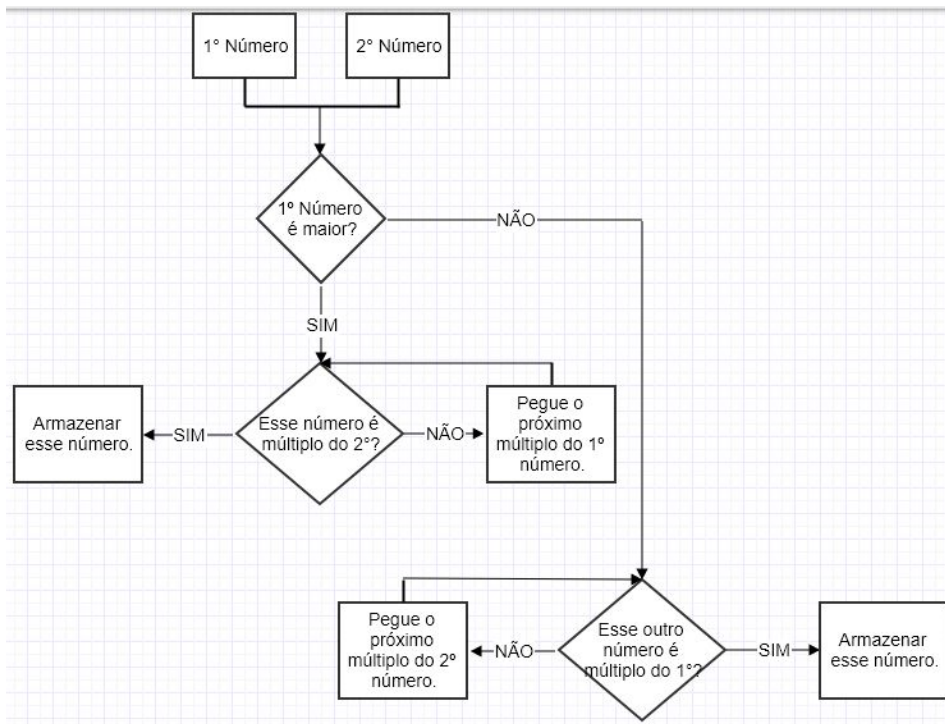 1° Número
2° Número
1º Número
é maior?
NÃO
SIM
Armazenar
esse número.
SIM
Esse número é
múltiplo do 2°?
NÃO
Pegue o
próximo
múltiplo do 1º
número.
Pegue o
próximo
múltiplo do 2º
número.
NÃO
Esse outro
número é
múltiplo do 1°?
SIM
Armazenar
esse número.